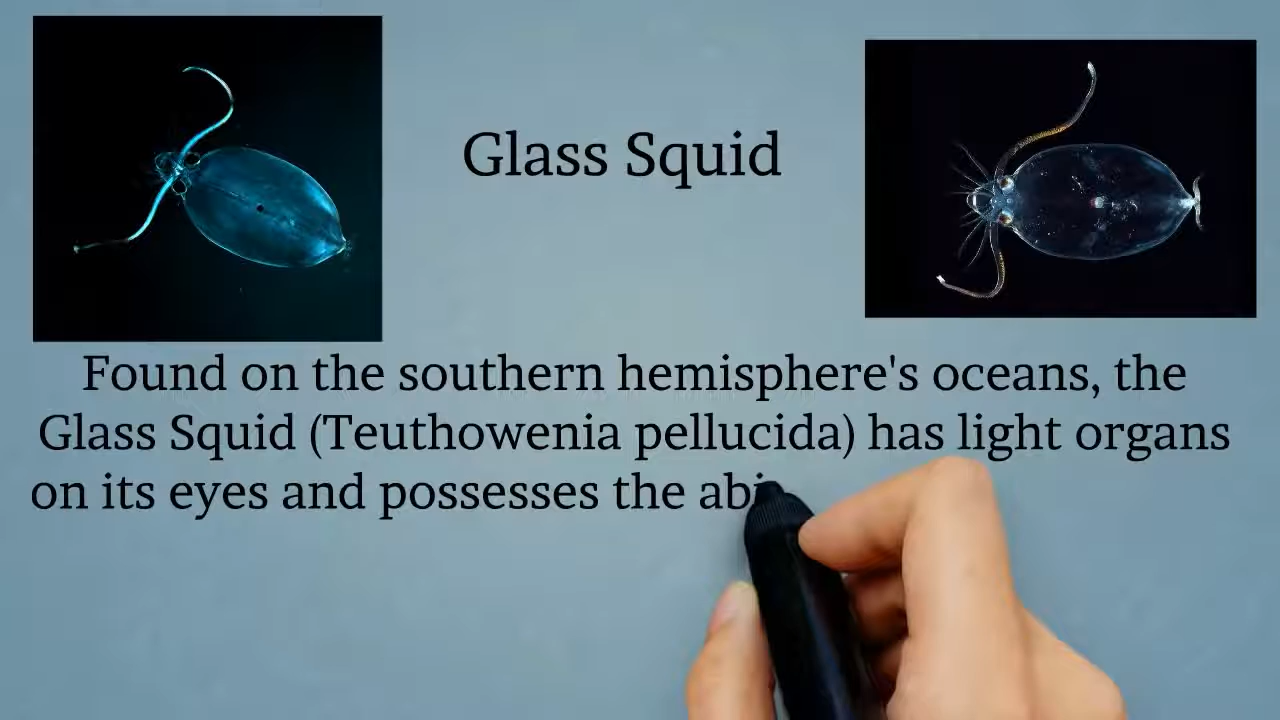 Glass Squid
Found on the southern hemisphere's oceans, the
Glass Squid (Teuthowenia pellucida) has light organs
on its eyes and possesses the